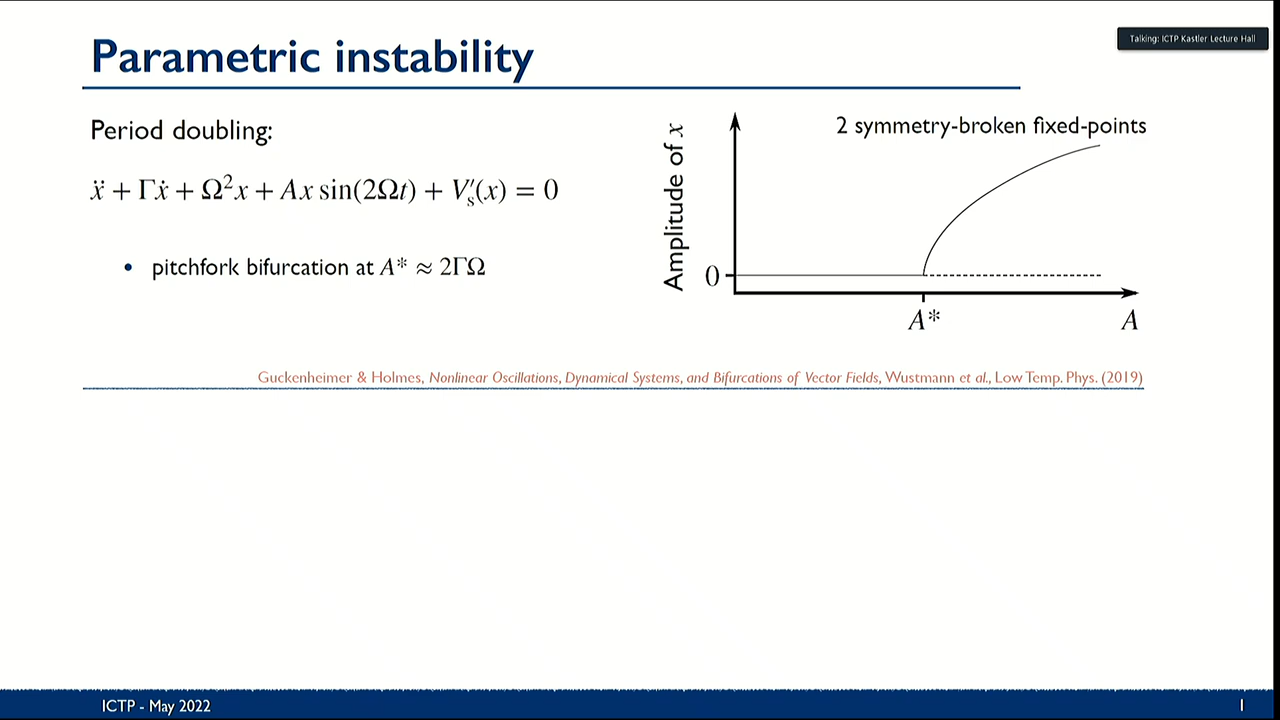 Talking: ICTP Kastler Lecture Hall
Parametric instability
Period doubling:
ẍ + Γẋ + Ω²x + Ax sin(2Ωt) + Vₛ′(x) = 0
• pitchfork bifurcation at A* ≈ 2ΓΩ
2 symmetry-broken fixed-points
Amplitude of x
0
A*
A
Guckenheimer & Holmes, Nonlinear Oscillations, Dynamical Systems, and Bifurcations of Vector Fields, Wustmann et al., Low Temp. Phys. (2019)
ICTP - May 2022
1